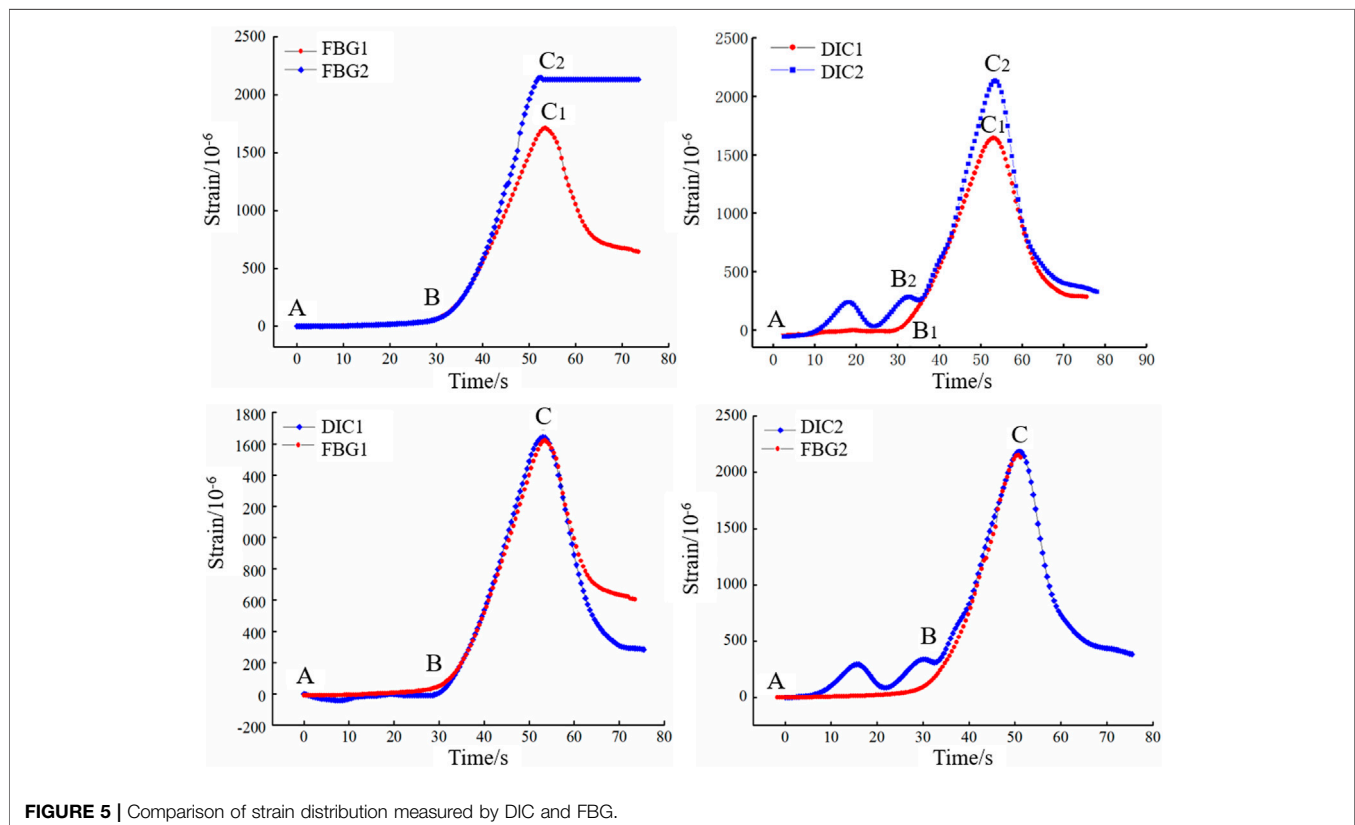 FBG1
FBG2
2500
2000
1500
1000
500
0
Strain/10-6
A
B
C2
C1
0 10 20 30 40 50 60 70 80
Time/s
DIC1
DIC2
2500
2000
1500
1000
500
0
Strain/10-6
A
B2
B1
C2
C1
0 10 20 30 40 50 60 70 80 90
Time/s
DIC1
FBG1
1800
1600
1400
1200
000
800
600
400
200
0
-200
Strain/10-6
A
B
C
0 10 20 30 40 50 60 70 80
Time/s
DIC2
FBG2
2500
2000
1500
1000
500
0
Strain/10-6
A
B
C
0 10 20 30 40 50 60 70 80
Time/s
FIGURE 5 | Comparison of strain distribution measured by DIC and FBG.